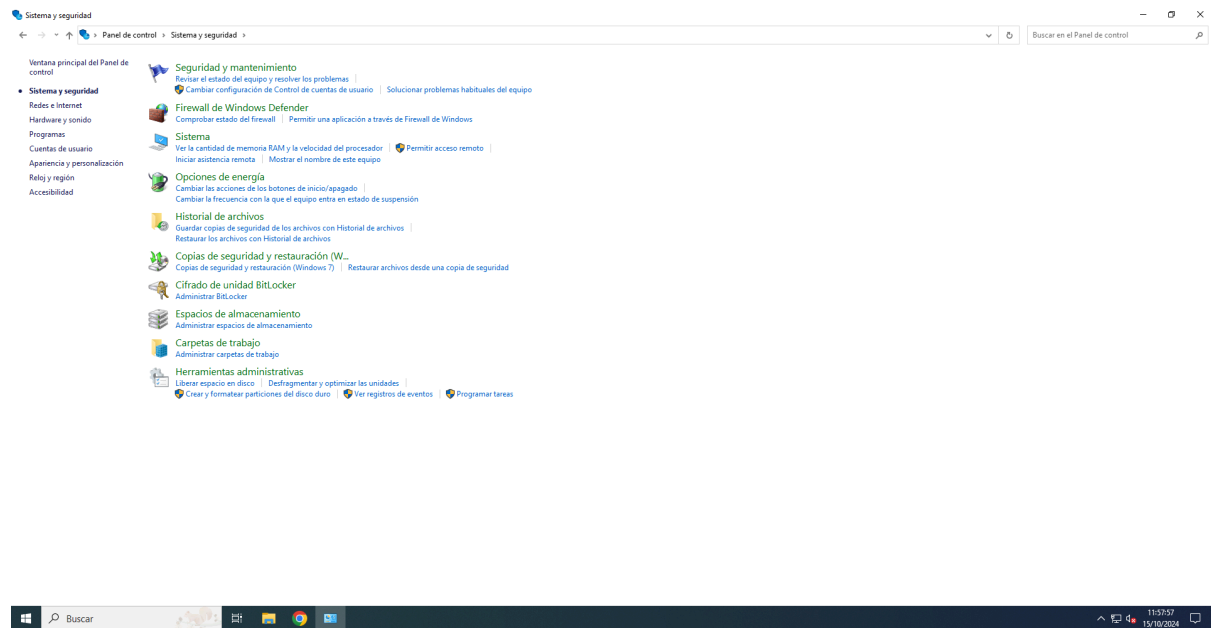 Sistema y seguridad
Panel de control › Sistema y seguridad ›
Buscar en el Panel de control
Ventana principal del Panel de
control
Sistema y seguridad
Redes e Internet
Hardware y sonido
Programas
Cuentas de usuario
Apariencia y personalización
Reloj y región
Accesibilidad
Seguridad y mantenimiento
Revisar el estado del equipo y resolver los problemas
Cambiar configuración de Control de cuentas de usuario | Solucionar problemas habituales del equipo
Firewall de Windows Defender
Comprobar estado del firewall | Permitir una aplicación a través de Firewall de Windows
Sistema
Ver la cantidad de memoria RAM y la velocidad del procesador | Permitir acceso remoto
Iniciar asistencia remota | Mostrar el nombre de este equipo
Opciones de energía
Cambiar las acciones de los botones de inicio/apagado
Cambiar la frecuencia con la que el equipo entra en estado de suspensión
Historial de archivos
Guardar copias de seguridad de los archivos con Historial de archivos
Restaurar los archivos con Historial de archivos
Copias de seguridad y restauración (W...
Copias de seguridad y restauración (Windows 7) | Restaurar archivos desde una copia de seguridad
Cifrado de unidad BitLocker
Administrar BitLocker
Espacios de almacenamiento
Administrar espacios de almacenamiento
Carpetas de trabajo
Administrar carpetas de trabajo
Herramientas administrativas
Liberar espacio en disco | Desfragmentar y optimizar las unidades
Crear y formatear particiones del disco duro | Ver registros de eventos | Programar tareas
Buscar
11:57:57
15/10/2024